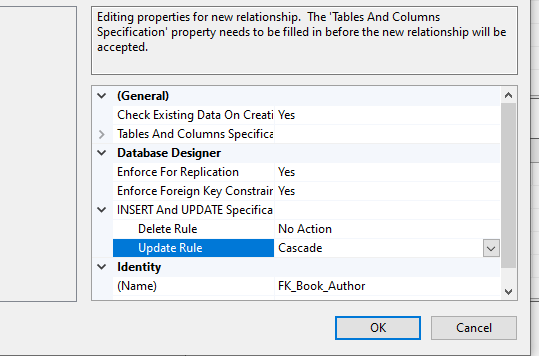 Editing properties for new relationship.  The 'Tables And Columns
Specification' property needs to be filled in before the new relationship will be
accepted.
(General)
Check Existing Data On Creati Yes
Tables And Columns Specifica
Database Designer
Enforce For Replication Yes
Enforce Foreign Key Constrain Yes
INSERT And UPDATE Specifica
Delete Rule No Action
Update Rule Cascade
Identity
(Name) FK_Book_Author
OK Cancel